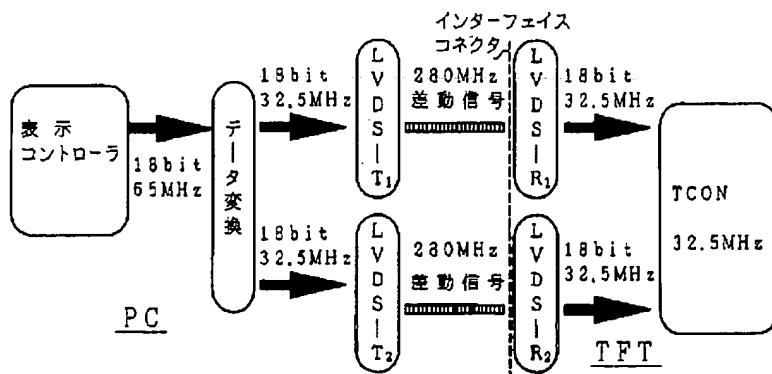 インターフェイス
コネクタ
18bit
32.5MHz
280MHz
差動信号
18bit
32.5MHz
LVDS-T1
LVDS-R1
表示
コントローラ
18bit
65MHz
データ変換
TCON
32.5MHz
18bit
32.5MHz
280MHz
差動信号
18bit
32.5MHz
LVDS-T2
LVDS-R2
PC
TFT